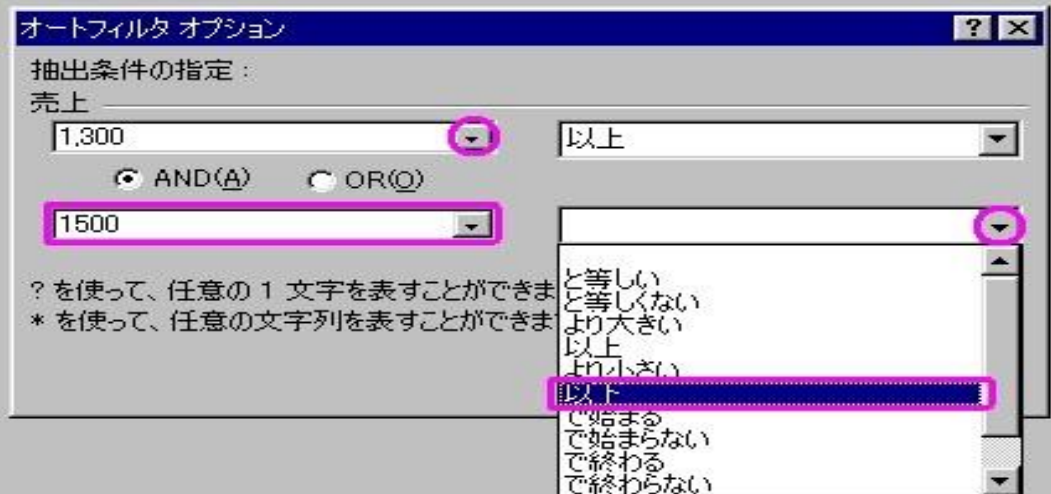 オートフィルタ オプション
抽出条件の指定:
売上
1,300 以上
AND(A) OR(O)
1500
? を使って、任意の 1 文字を表すことができま
* を使って、任意の文字列を表すことができま
と等しい
と等しくない
より大きい
以上
より小さい
以下
で始まる
で始まらない
で終わる
で終わらない